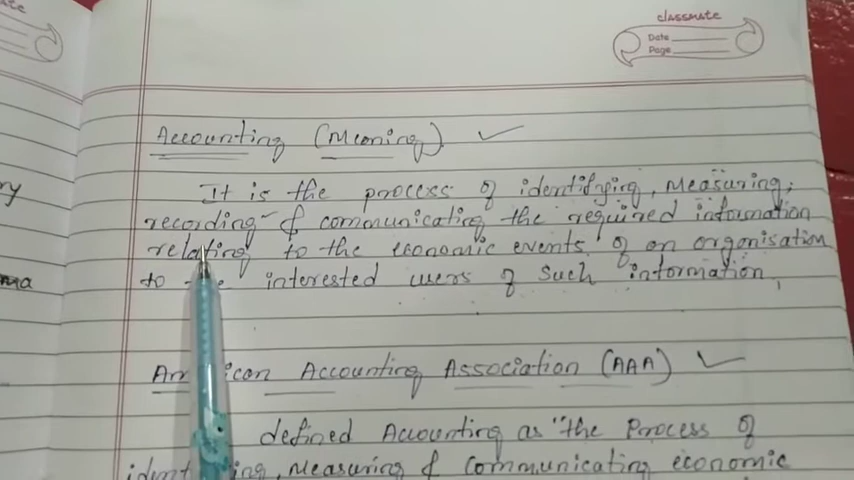 classmate
Date
Page
Accounting (Meaning)
It is the process of identifying, Measuring,
recording & communicating the required information
relating to the economic events of an organisation
to interested users of such information,
Accounting Association (AAA)
defined Accounting as "the Process of
Measuring & Communicating economic